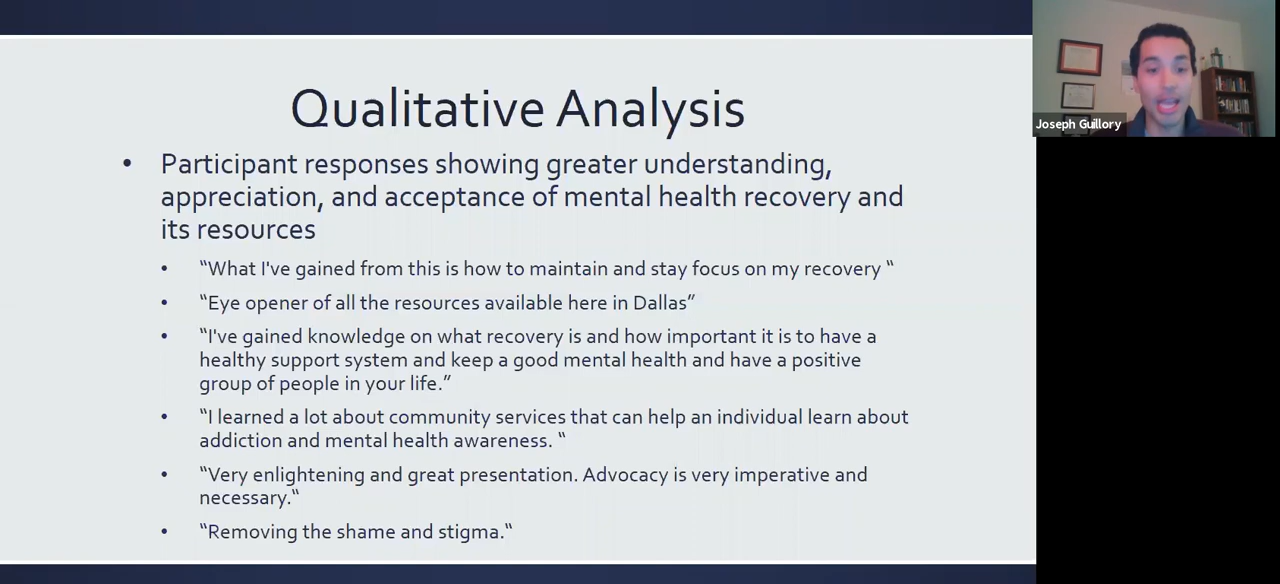 Qualitative Analysis
• Participant responses showing greater understanding,
appreciation, and acceptance of mental health recovery and
its resources
• “What I've gained from this is how to maintain and stay focus on my recovery “
• “Eye opener of all the resources available here in Dallas”
• “I've gained knowledge on what recovery is and how important it is to have a
healthy support system and keep a good mental health and have a positive
group of people in your life.”
• “I learned a lot about community services that can help an individual learn about
addiction and mental health awareness. “
• “Very enlightening and great presentation. Advocacy is very imperative and
necessary.“
• “Removing the shame and stigma.“
Joseph Guillory